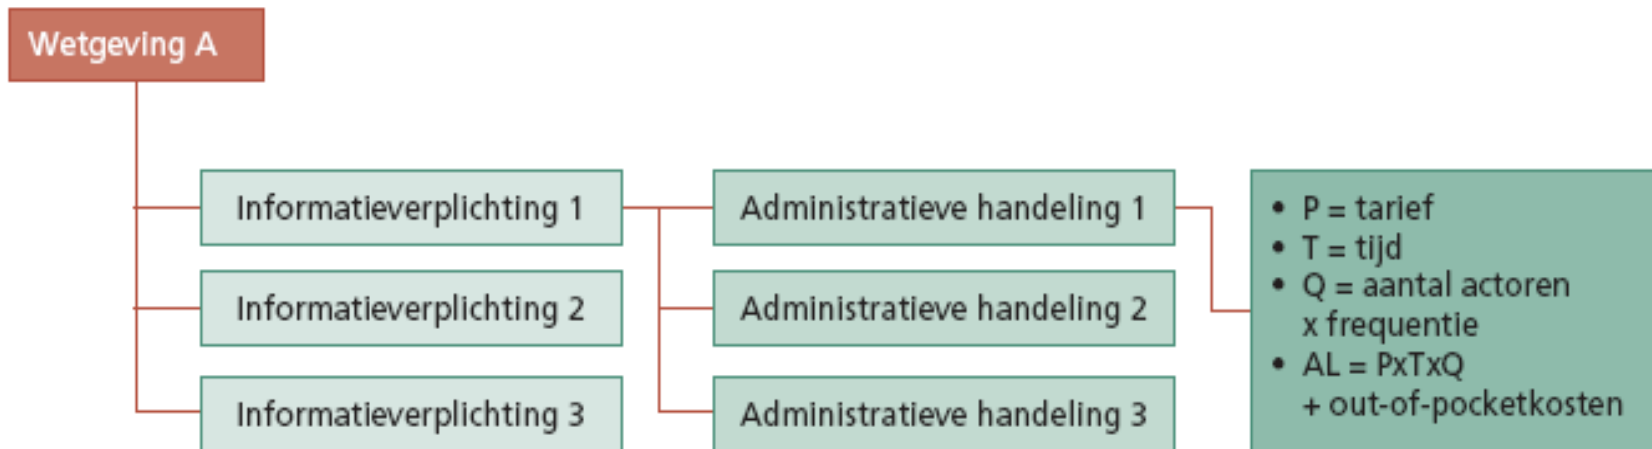 Wetgeving A
Informatieverplichting 1
Administratieve handeling 1
Informatieverplichting 2
Administratieve handeling 2
Informatieverplichting 3
Administratieve handeling 3
• P = tarief
• T = tijd
• Q = aantal actoren
x frequentie
• AL = PxTxQ
+ out-of-pocketkosten